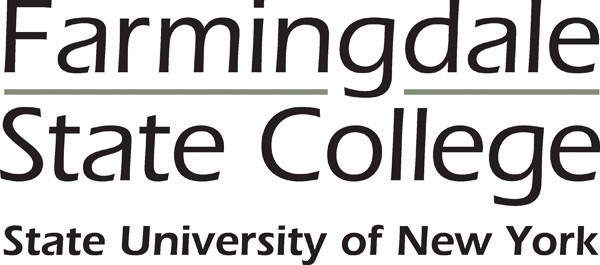 Farmingdale
State College
State University of New York